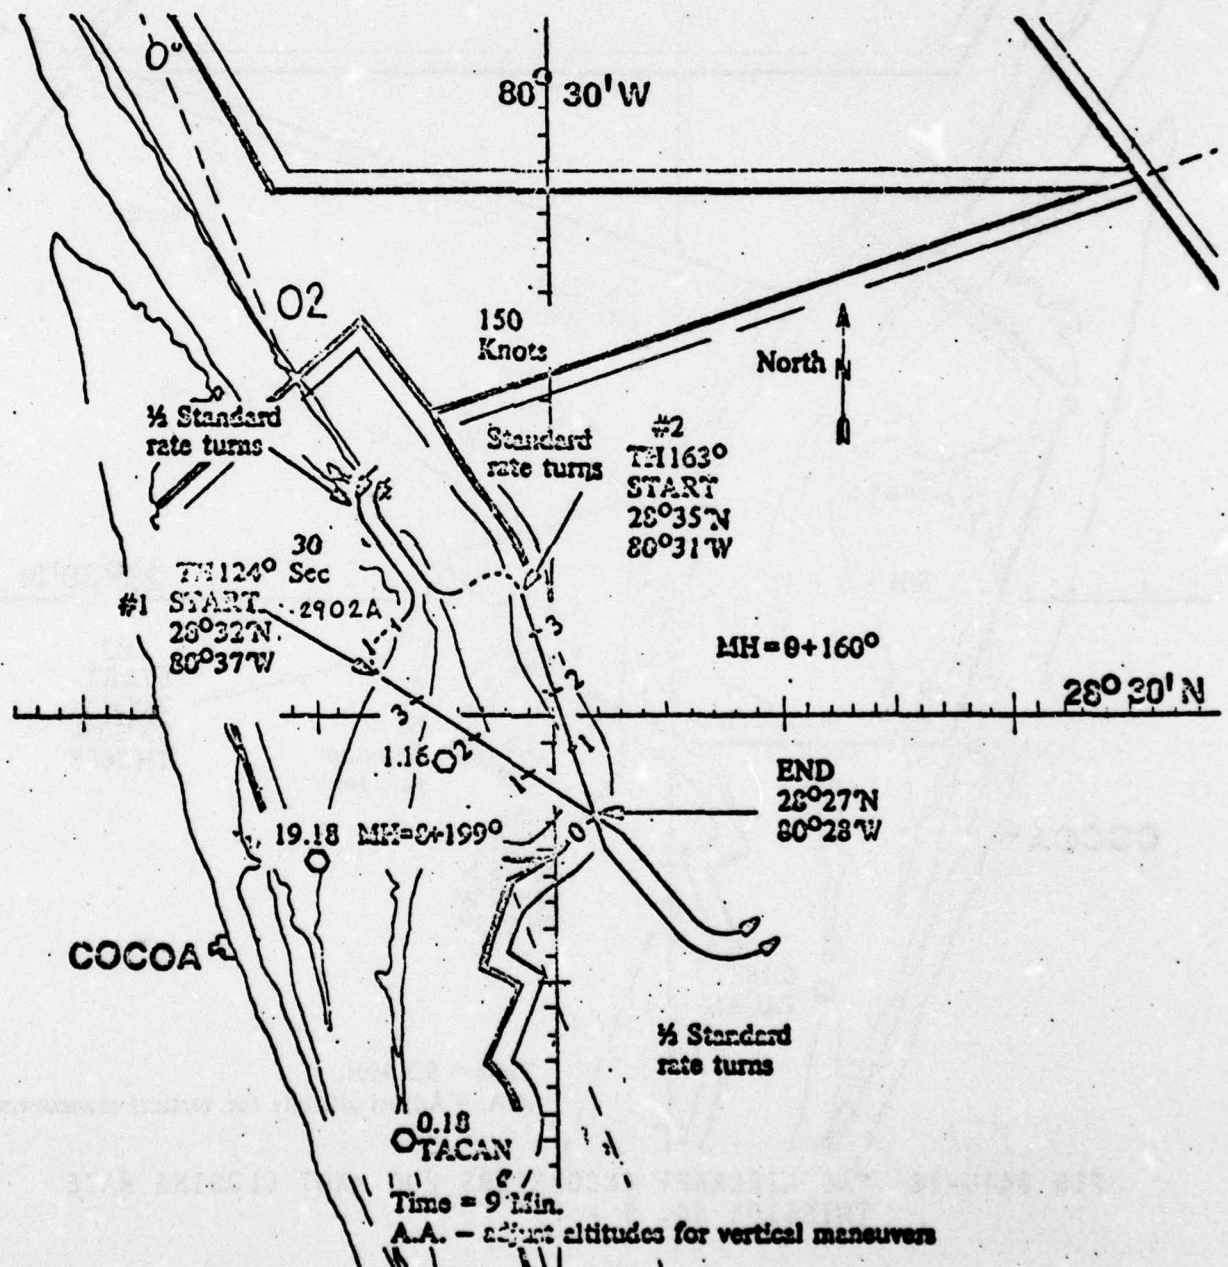 0°
80° 30' W
02
150
Knots
North N
½ Standard
rate turns
Standard
rate turns
#2
TH163°
START
28°35'N
80°31'W
30
Sec
TH124°
#1 START
2902A
28°32'N
80°37'W
3
2
1
MH=θ+160°
28° 30' N
3
2
1
1.16
END
28°27'N
80°28'W
0
19.18 MH=θ+199°
COCOA
½ Standard
rate turns
0.18
TACAN
Time = 9 Min.
A.A. – adjust altitudes for vertical maneuvers